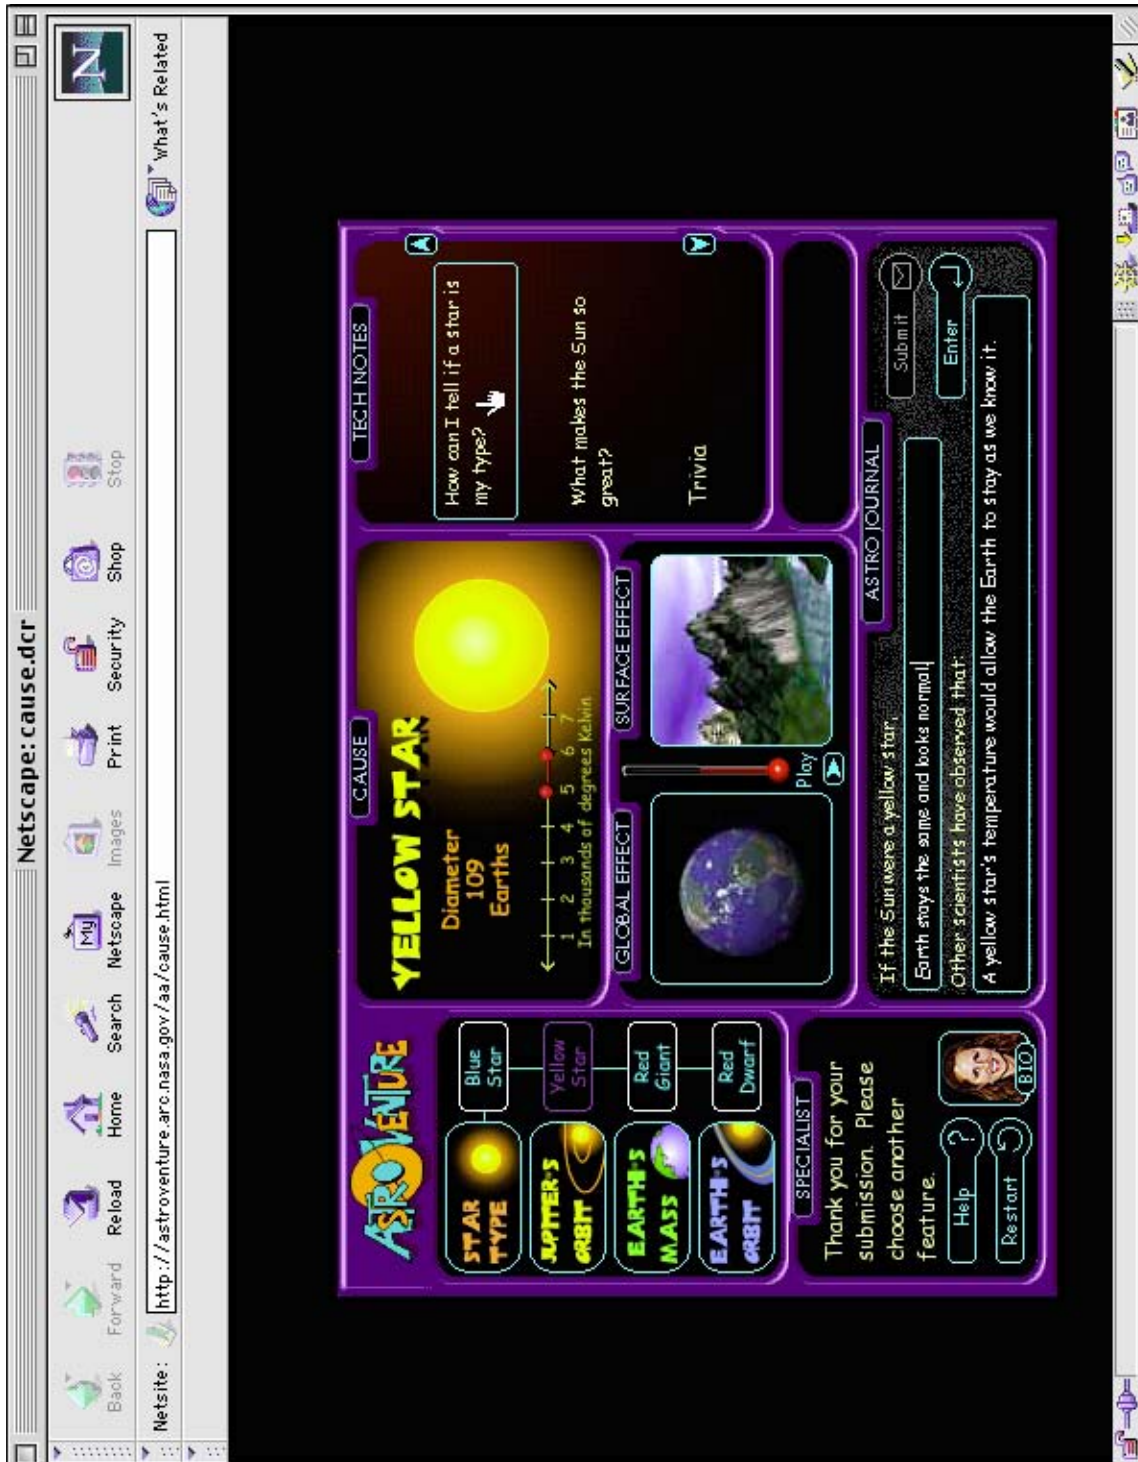 Netscape: cause.dcr
Back Forward Reload Home Search Netscape Images Print Security Shop Stop
My
N
Netsite: http://astroventure.arc.nasa.gov/aa/cause.html What's Related
ASTROVENTURE
STAR
TYPE
JUPITER'S
ORBIT
EARTH'S
MASS
EARTH'S
ORBIT
Blue
Star
Yellow
Star
Red
Giant
Red
Dwarf
CAUSE
YELLOW STAR
Diameter
109
Earths
1 2 3 4 5 6 7
In thousands of degrees Kelvin
TECH NOTES
How can I tell if a star is
my type?
What makes the Sun so
great?
Trivia
GLOBAL EFFECT
SURFACE EFFECT
Play
SPECIALIST
Thank you for your
submission. Please
choose another
feature.
Help ?
Restart
BIO
ASTRO JOURNAL
If the Sun were a yellow star,
Earth stays the same and looks normal
Other scientists have observed that:
A yellow star's temperature would allow the Earth to stay as we know it.
Submit
Enter